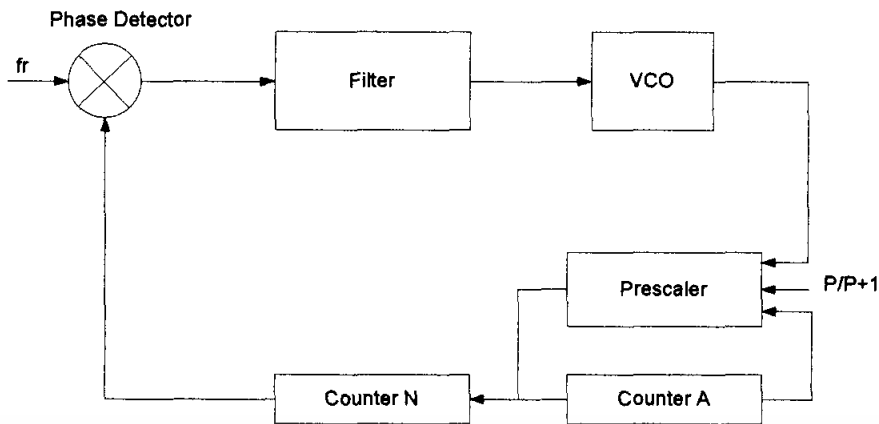 Phase Detector
fr
Filter
VCO
Prescaler
P/P+1
Counter N
Counter A